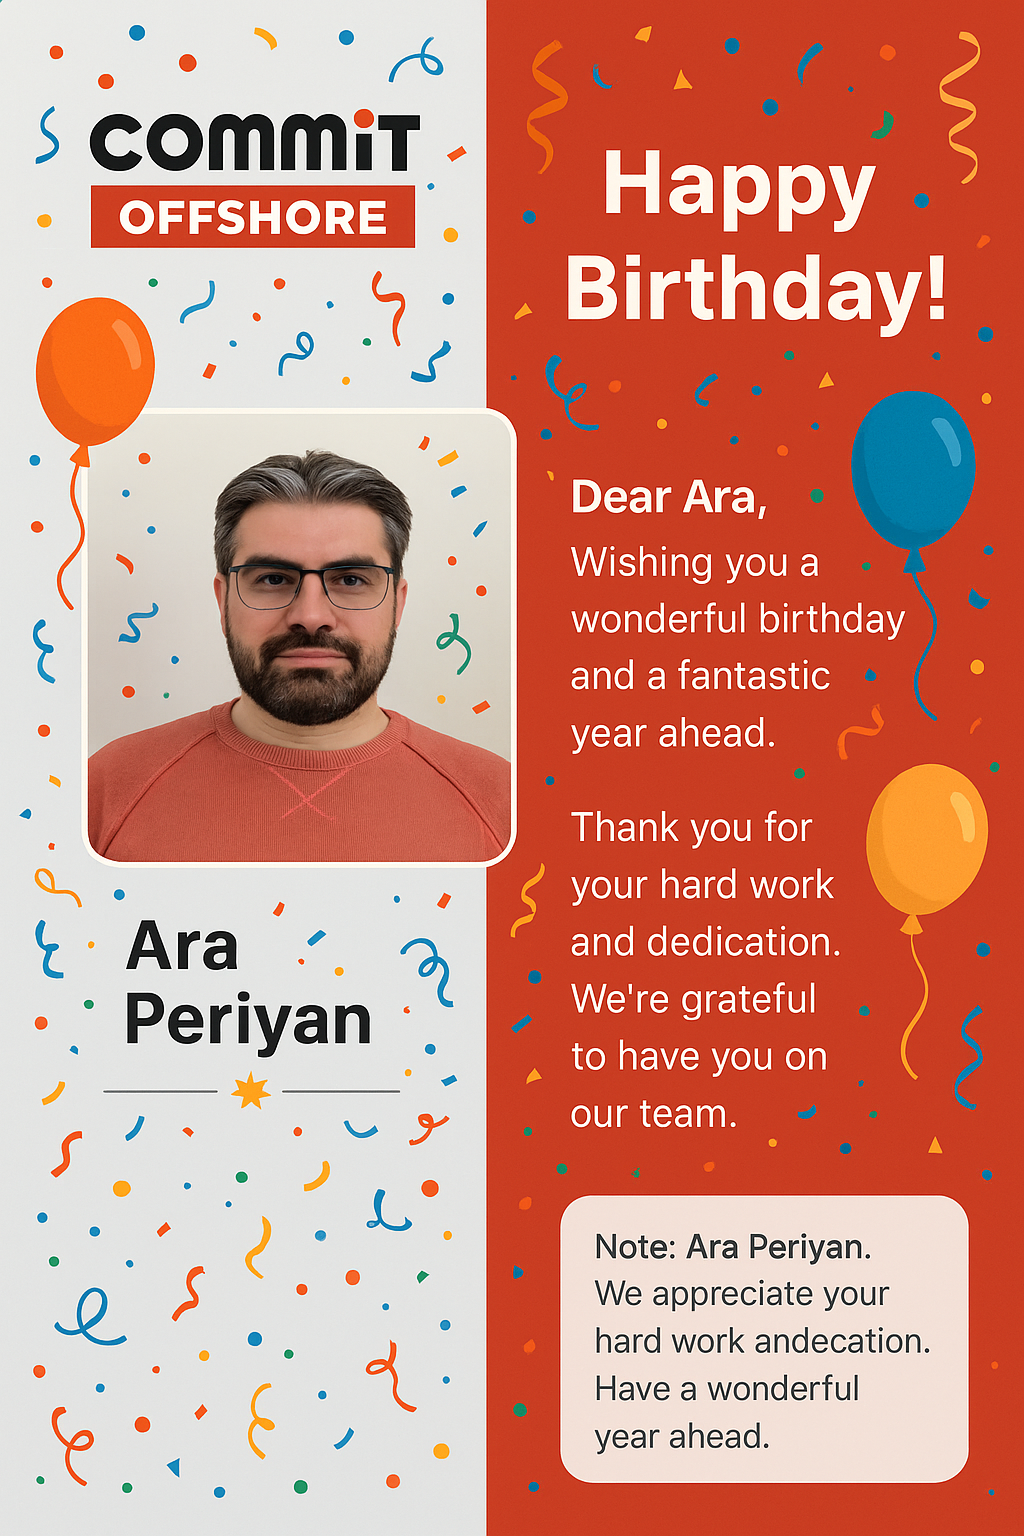 COMMiT
OFFSHORE
Happy
Birthday!
Dear Ara,
Wishing you a
wonderful birthday
and a fantastic
year ahead.
Thank you for
your hard work
and dedication.
We're grateful
to have you on
our team.
Ara
Periyan
Note: Ara Periyan.
We appreciate your
hard work andecation.
Have a wonderful
year ahead.